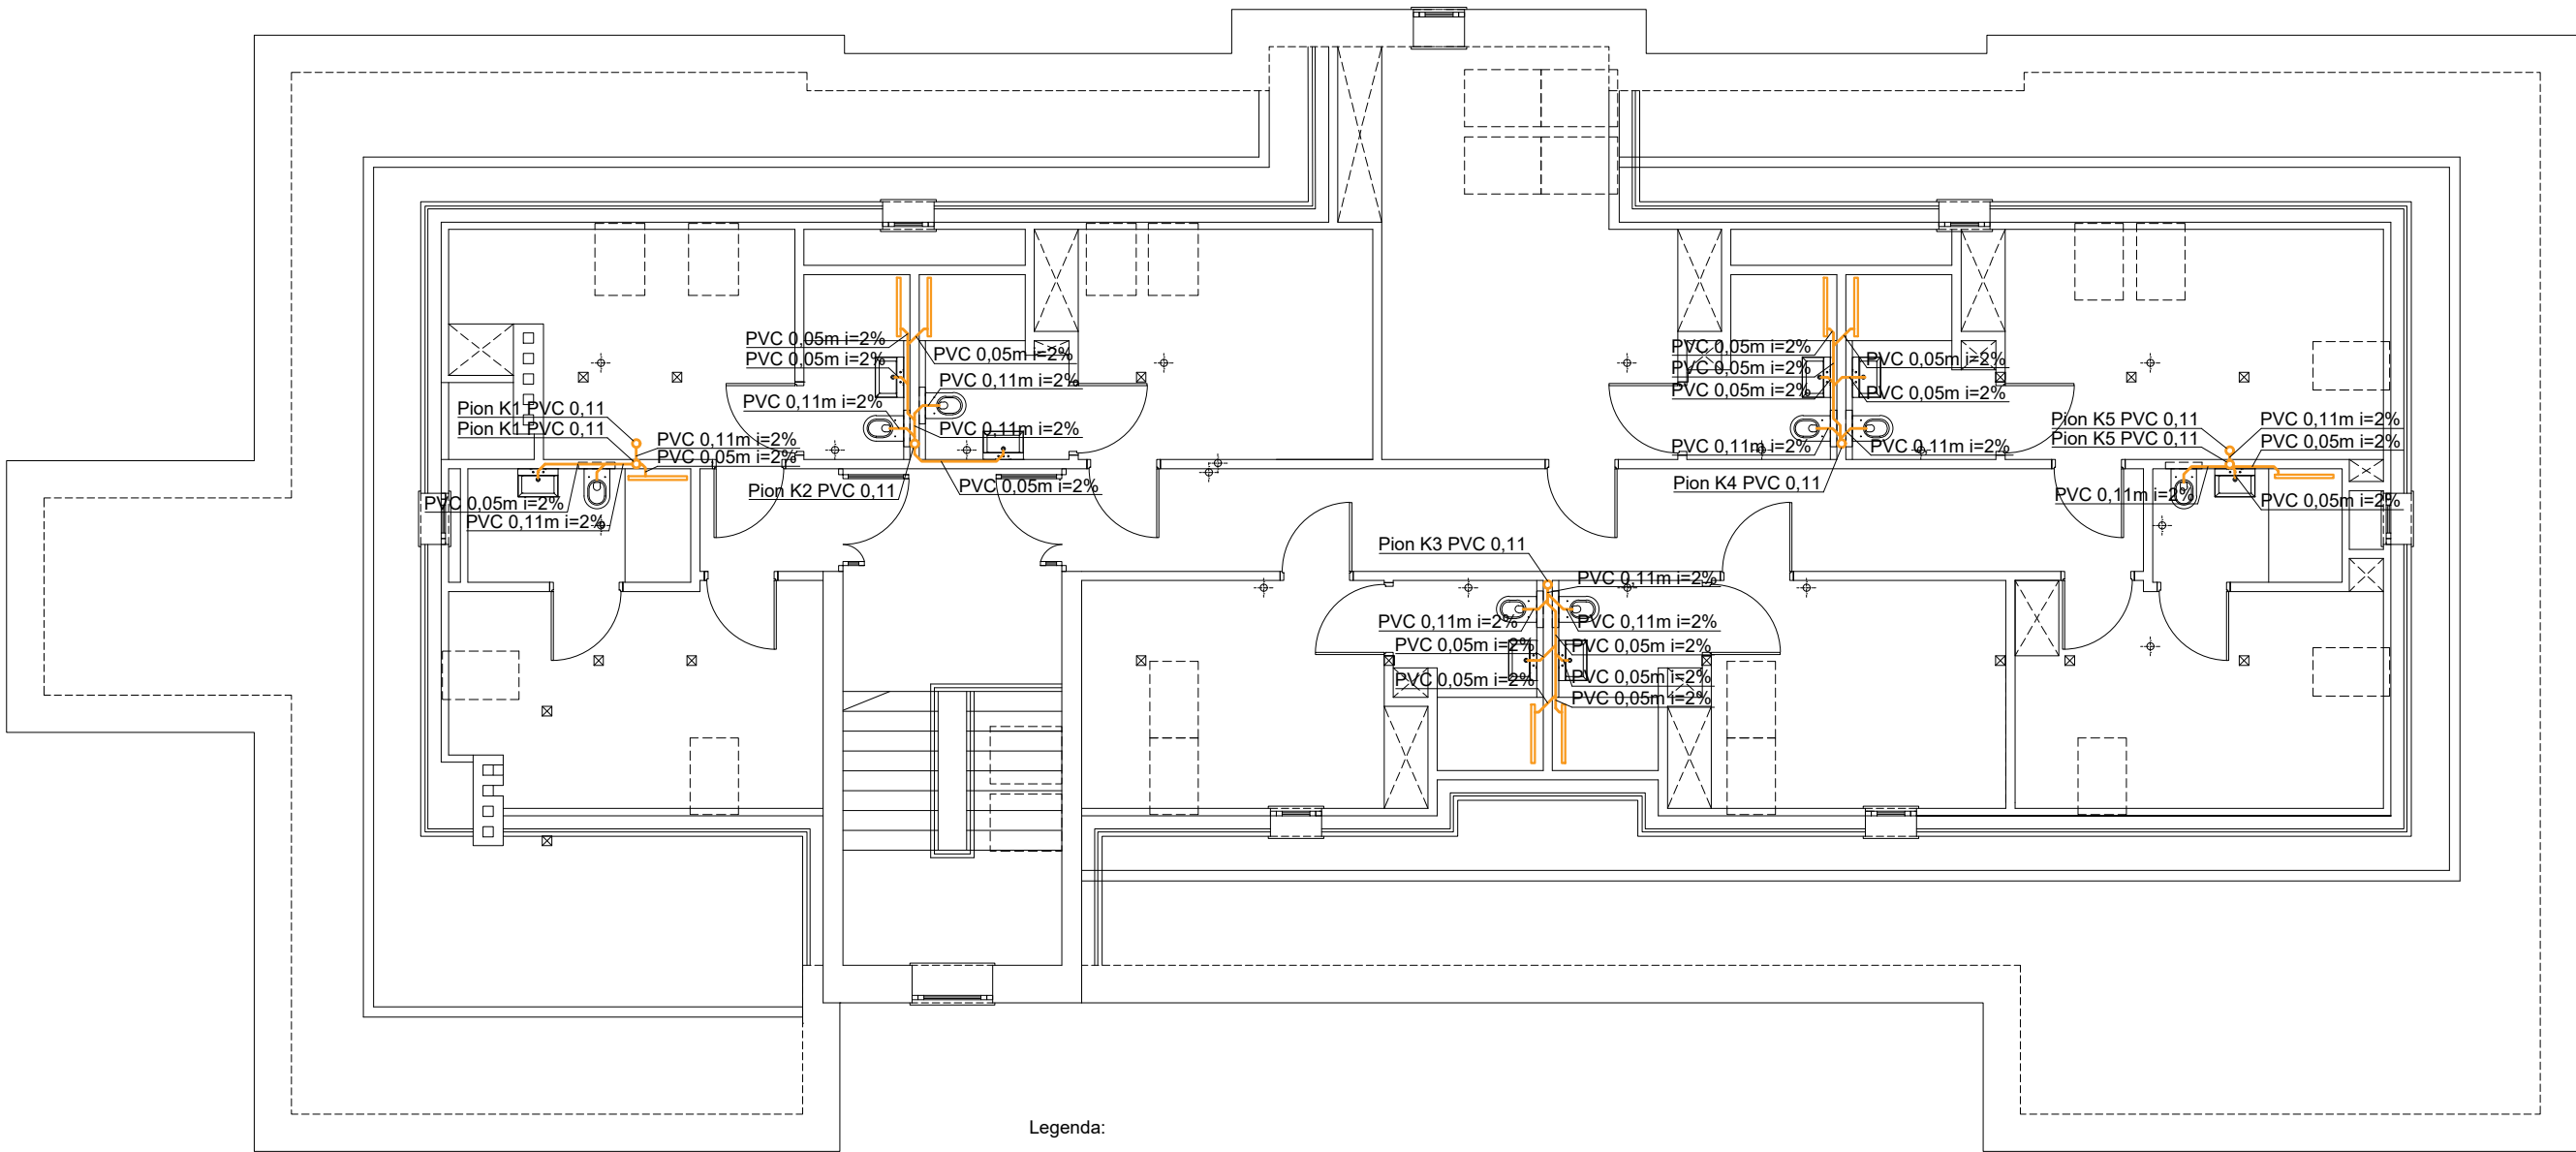 PVC 0,05m i=2%
PVC 0,05m i=2%
PVC 0,05m i=2%
PVC 0,11m i=2%
PVC 0,11m i=2%
PVC 0,11m i=2%
Pion K1 PVC 0,11
Pion K1 PVC 0,11
PVC 0,11m i=2%
PVC 0,05m i=2%
PVC 0,05m i=2%
PVC 0,11m i=2%
Pion K2 PVC 0,11
PVC 0,05m i=2%
PVC 0,05m i=2%
PVC 0,05m i=2%
PVC 0,05m i=2%
PVC 0,05m i=2%
PVC 0,05m i=2%
PVC 0,11m i=2%
PVC 0,11m i=2%
Pion K4 PVC 0,11
Pion K5 PVC 0,11
Pion K5 PVC 0,11
PVC 0,11m i=2%
PVC 0,05m i=2%
PVC 0,11m i=2%
PVC 0,05m i=2%
Pion K3 PVC 0,11
PVC 0,11m i=2%
PVC 0,11m i=2%
PVC 0,11m i=2%
PVC 0,05m i=2%
PVC 0,05m i=2%
PVC 0,05m i=2%
PVC 0,05m i=2%
PVC 0,05m i=2%
Legenda: